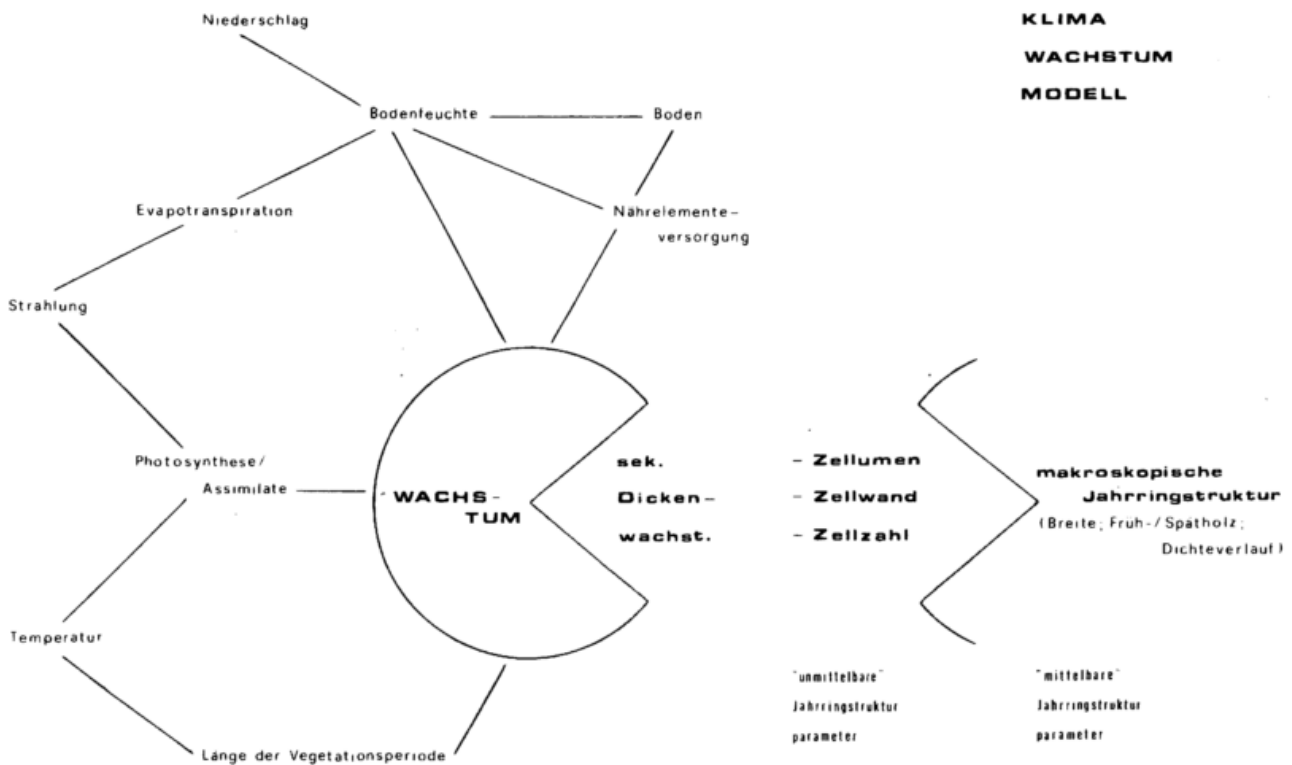 Niederschlag
KLIMA
WACHSTUM
MODELL
Bodenfeuchte
Boden
Evapotranspiration
Nährelemente-
versorgung
Strahlung
Photosynthese/
Assimilate
WACHS-
TUM
sek.
Dicken-
wachst.
- Zellumen
- Zellwand
- Zellzahl
makroskopische
Jahrringstruktur
(Breite; Früh-/Spätholz;
Dichteverlauf)
Temperatur
Länge der Vegetationsperiode
"unmittelbare"
Jahrringstruktur
parameter
"mittelbare"
Jahrringstruktur
parameter